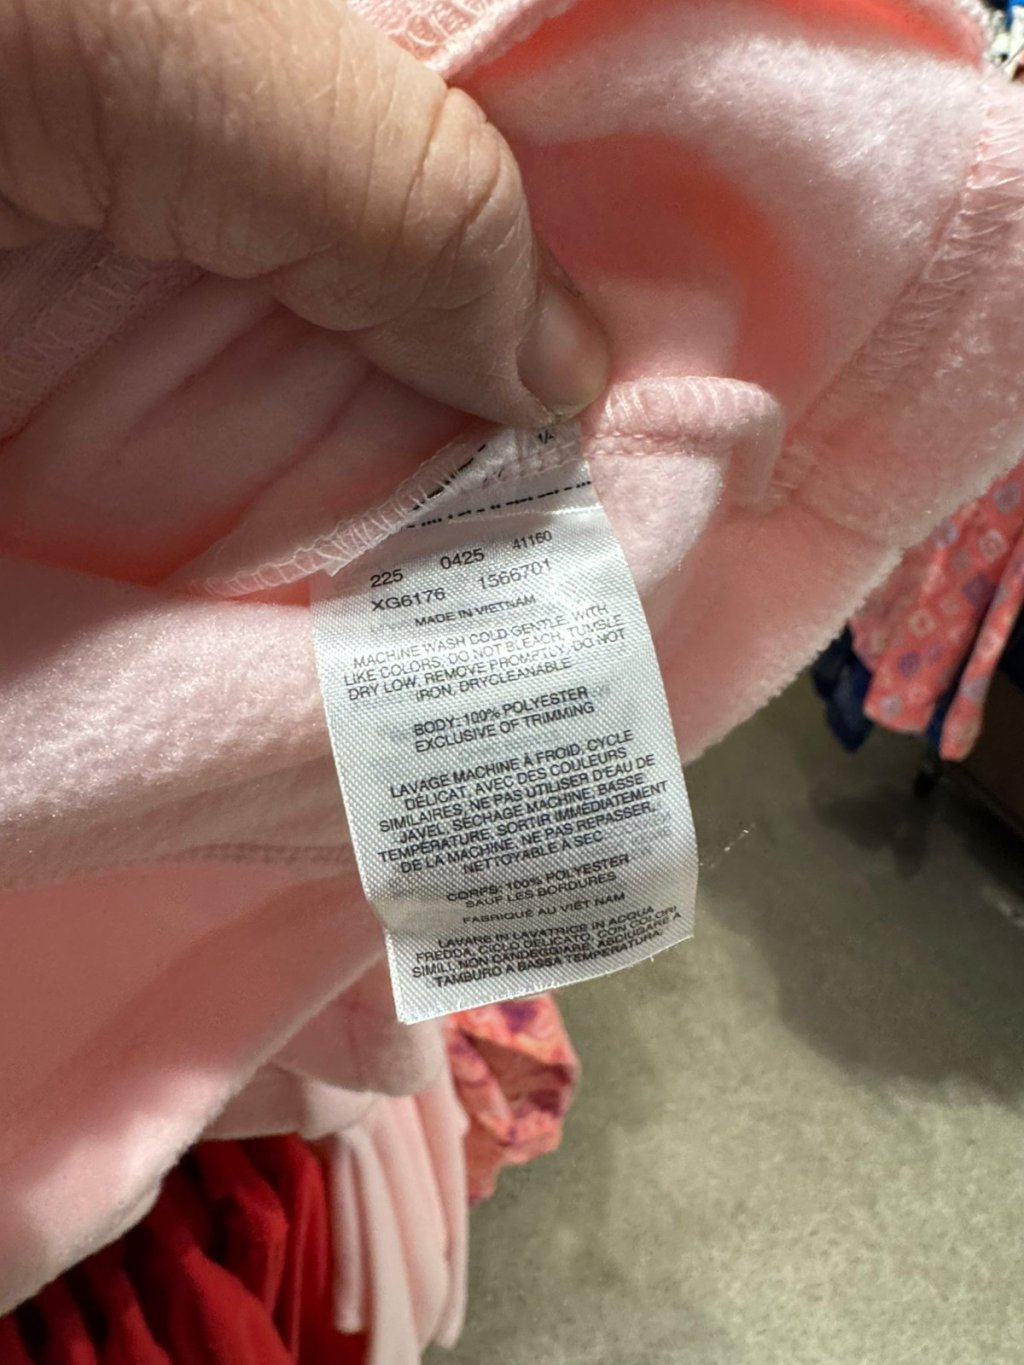 225 0425 41160
XG6176 1566701
MADE IN VIETNAM
MACHINE WASH COLD GENTLE, WITH
LIKE COLORS, DO NOT BLEACH, TUMBLE
DRY LOW, REMOVE PROMPTLY, DO NOT
IRON, DRYCLEANABLE
BODY: 100% POLYESTER
EXCLUSIVE OF TRIMMING
LAVAGE MACHINE À FROID, CYCLE
DÉLICAT, AVEC DES COULEURS
SIMILAIRES, NE PAS UTILISER D'EAU DE
JAVEL, SÉCHAGE MACHINE, BASSE
TEMPÉRATURE, SORTIR IMMÉDIATEMENT
DE LA MACHINE, NE PAS REPASSER,
NETTOYABLE À SEC
CORPS: 100% POLYESTER
SAUF LES BORDURES
FABRIQUÉ AU VIÊT NAM
LAVARE IN LAVATRICE IN ACQUA
FREDDA, CICLO DELICATO, CON COLORI
SIMILI, NON CANDEGGIARE, ASCIUGARE A
TAMBURO A BASSA TEMPERATURA,